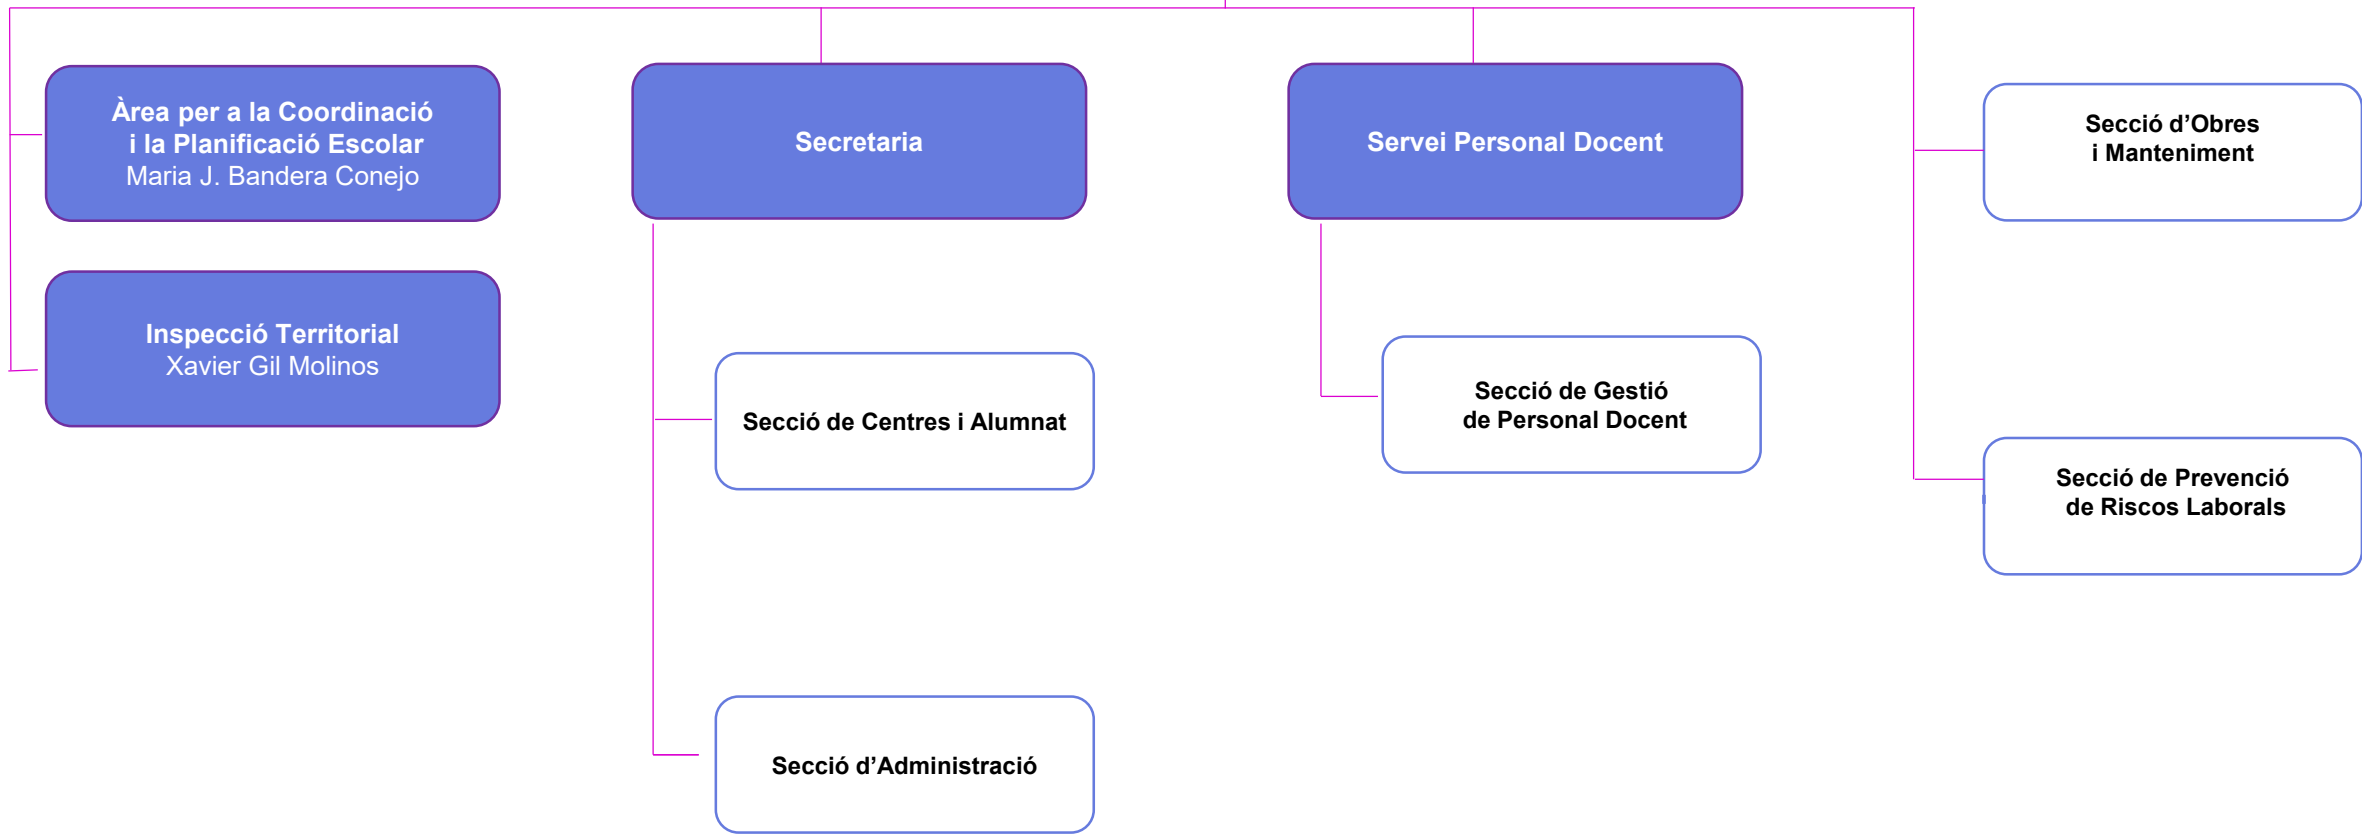 Àrea per a la Coordinació
i la Planificació Escolar
Maria J. Bandera Conejo
Inspecció Territorial
Xavier Gil Molinos
Secretaria
Secció de Centres i Alumnat
Secció d’Administració
Servei Personal Docent
Secció de Gestió
de Personal Docent
Secció d’Obres
i Manteniment
Secció de Prevenció
de Riscos Laborals